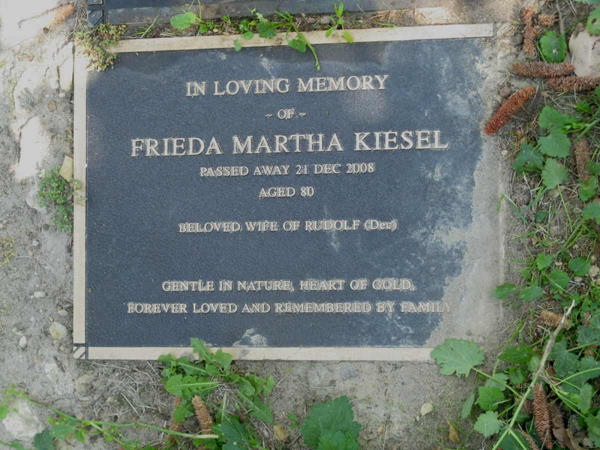 IN LOVING MEMORY
~ OF ~
FRIEDA MARTHA KIESEL
PASSED AWAY 21 DEC 2008
AGED 80
BELOVED WIFE OF RUDOLF (Dec)
GENTLE IN NATURE, HEART OF GOLD,
FOREVER LOVED AND REMEMBERED BY FAMILY